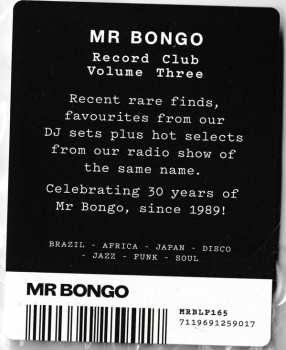 MR BONGO
Record Club
Volume Three
Recent rare finds,
favourites from our
DJ sets plus hot selects
from our radio show of
the same name.
Celebrating 30 years of
Mr Bongo, since 1989!
BRAZIL - AFRICA - JAPAN - DISCO
- JAZZ - FUNK - SOUL
MR BONGO
MRBLP165
7119691259017